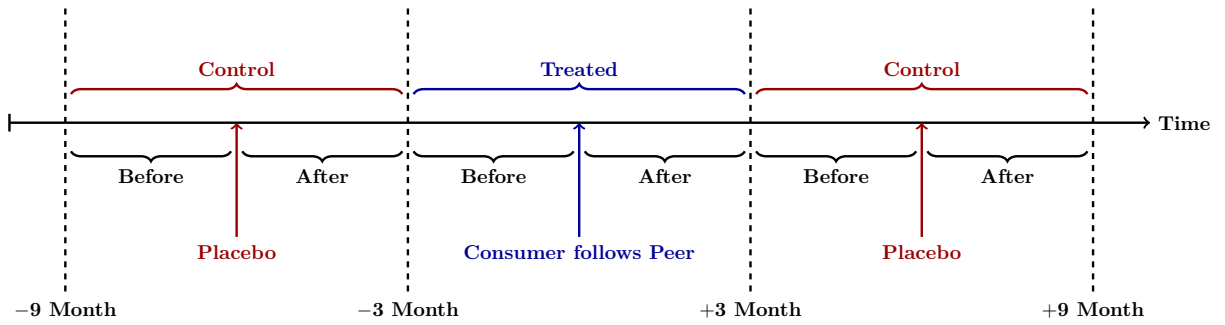 Control
Treated
Control
Time
Before
After
Before
After
Before
After
Placebo
Consumer follows Peer
Placebo
−9 Month
−3 Month
+3 Month
+9 Month